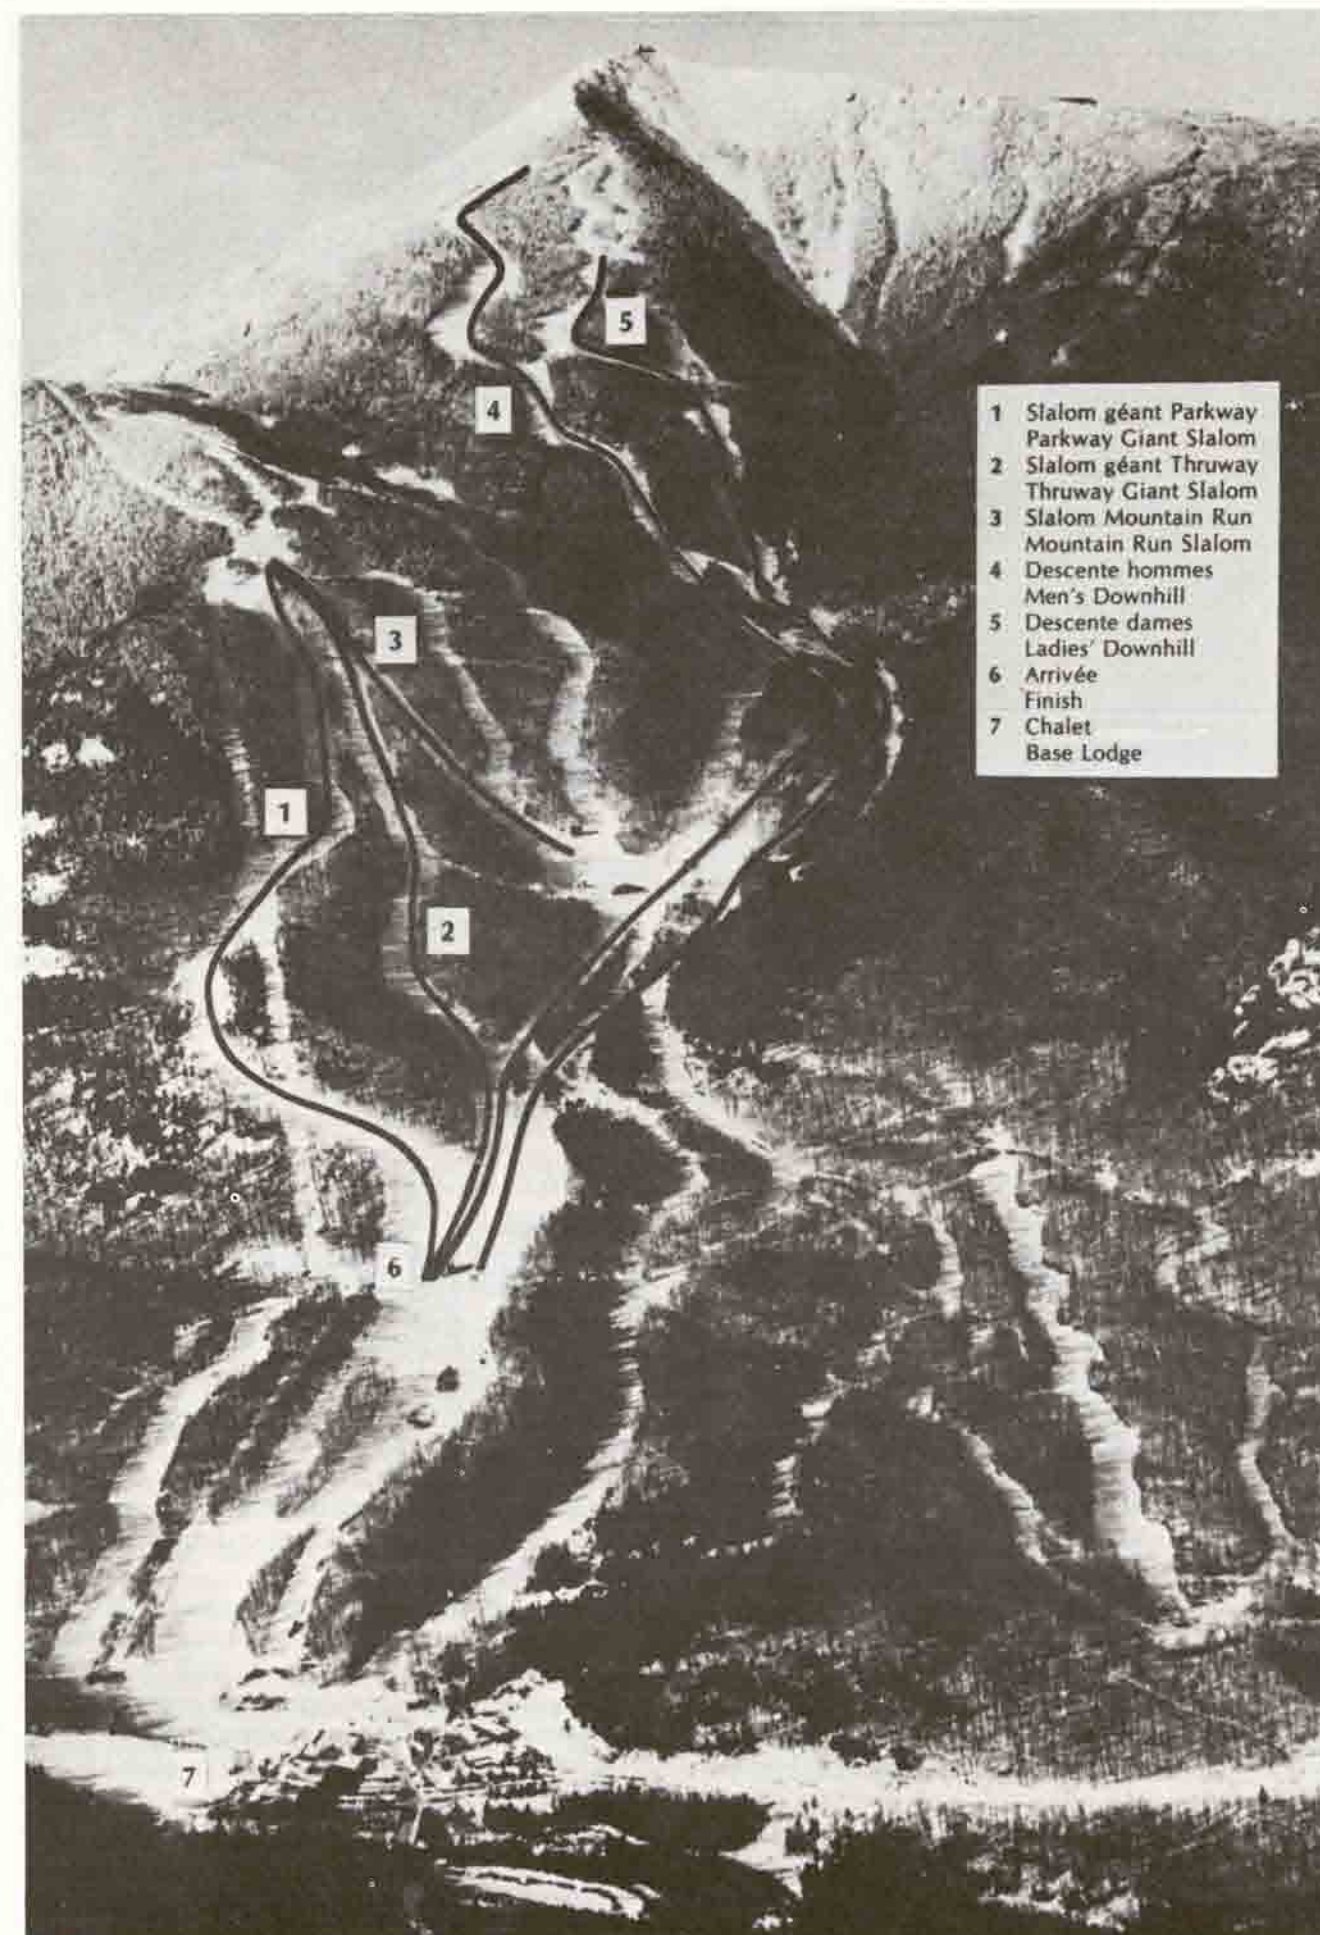 5
4
3
1
2
6
7
1 Slalom géant Parkway
Parkway Giant Slalom
2 Slalom géant Thruway
Thruway Giant Slalom
3 Slalom Mountain Run
Mountain Run Slalom
4 Descente hommes
Men's Downhill
5 Descente dames
Ladies' Downhill
6 Arrivée
Finish
7 Chalet
Base Lodge